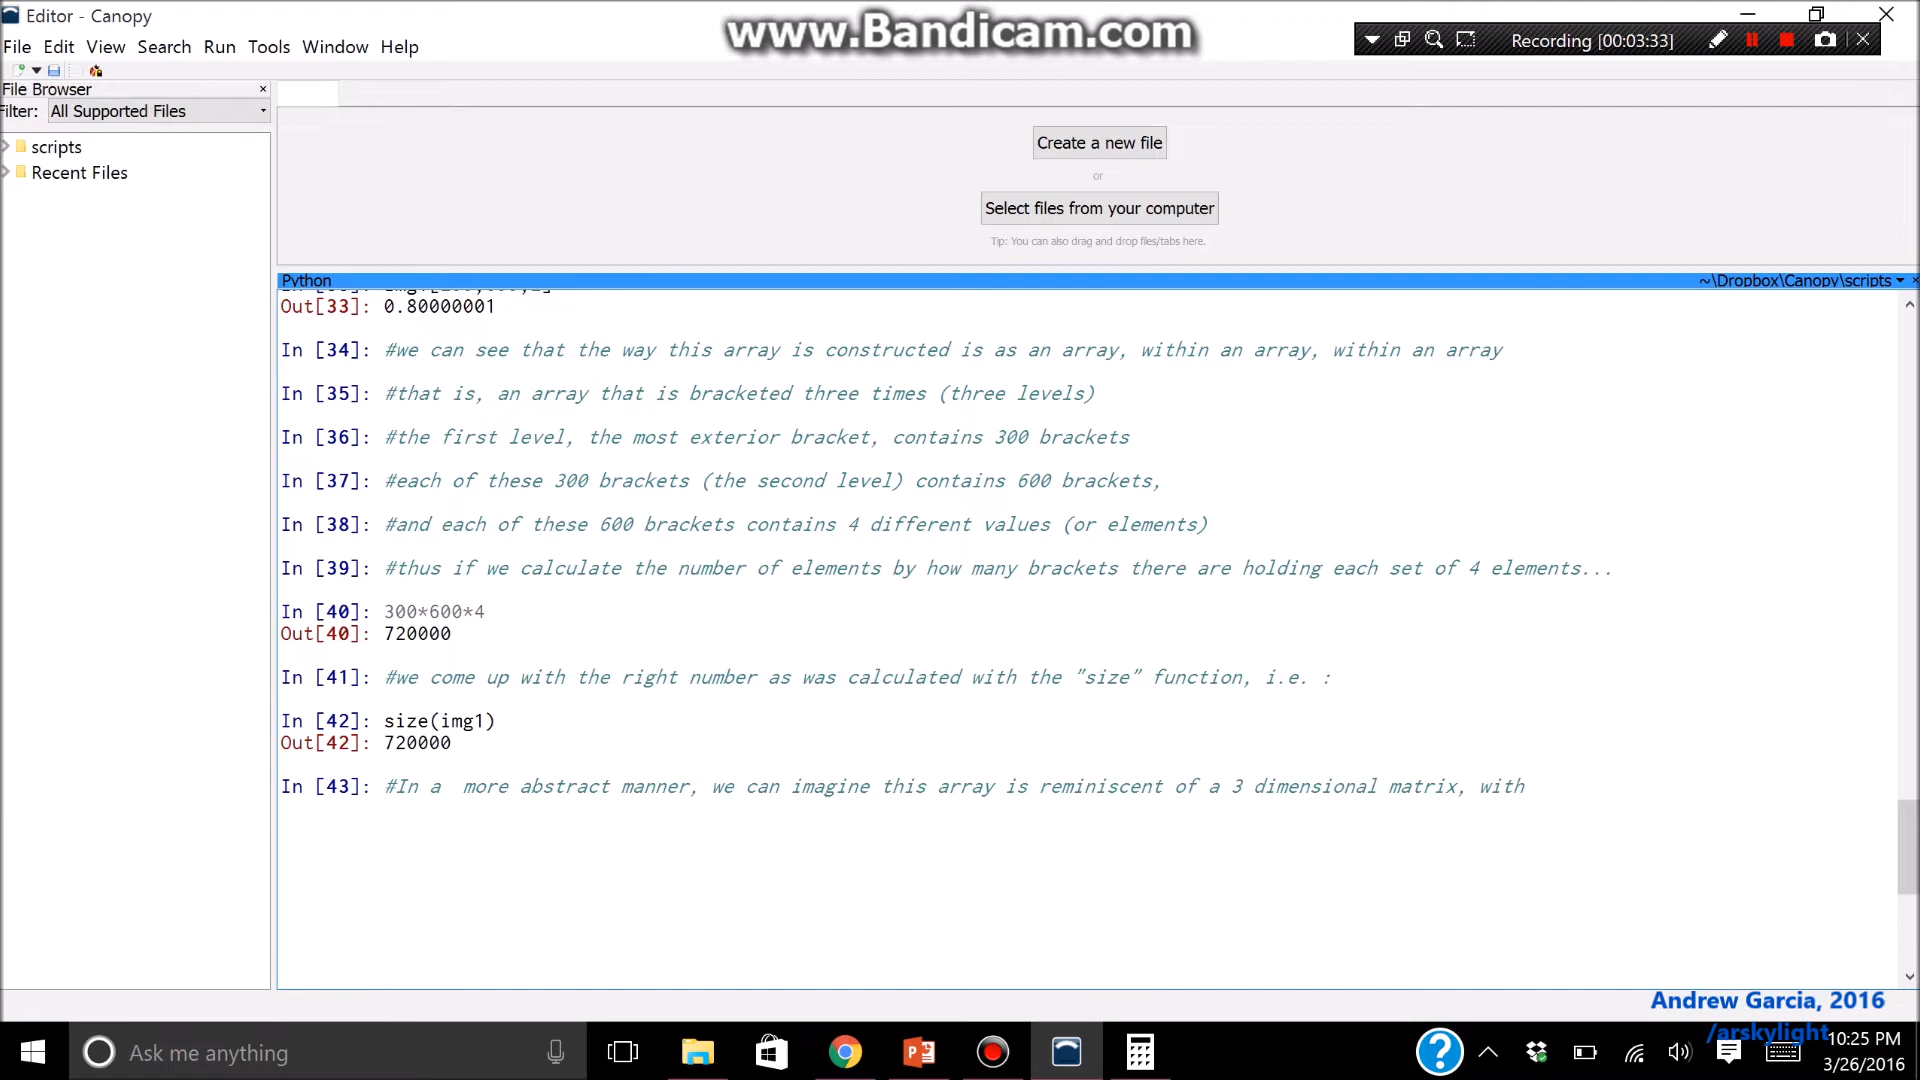 Editor - Canopy
www.Bandicam.com
Recording [00:03:33]
File Edit View Search Run Tools Window Help
File Browser
Filter: All Supported Files
scripts
Recent Files
Create a new file
or
Select files from your computer
Tip: You can also drag and drop files/tabs here.
Python
~\Dropbox\Canopy\scripts
Out[33]: 0.80000001
In [34]: #we can see that the way this array is constructed is as an array, within an array, within an array
In [35]: #that is, an array that is bracketed three times (three levels)
In [36]: #the first level, the most exterior bracket, contains 300 brackets
In [37]: #each of these 300 brackets (the second level) contains 600 brackets,
In [38]: #and each of these 600 brackets contains 4 different values (or elements)
In [39]: #thus if we calculate the number of elements by how many brackets there are holding each set of 4 elements...
In [40]: 300*600*4
Out[40]: 720000
In [41]: #we come up with the right number as was calculated with the "size" function, i.e. :
In [42]: size(img1)
Out[42]: 720000
In [43]: #In a  more abstract manner, we can imagine this array is reminiscent of a 3 dimensional matrix, with
Andrew Garcia, 2016
/arskylight
Ask me anything
10:25 PM
3/26/2016